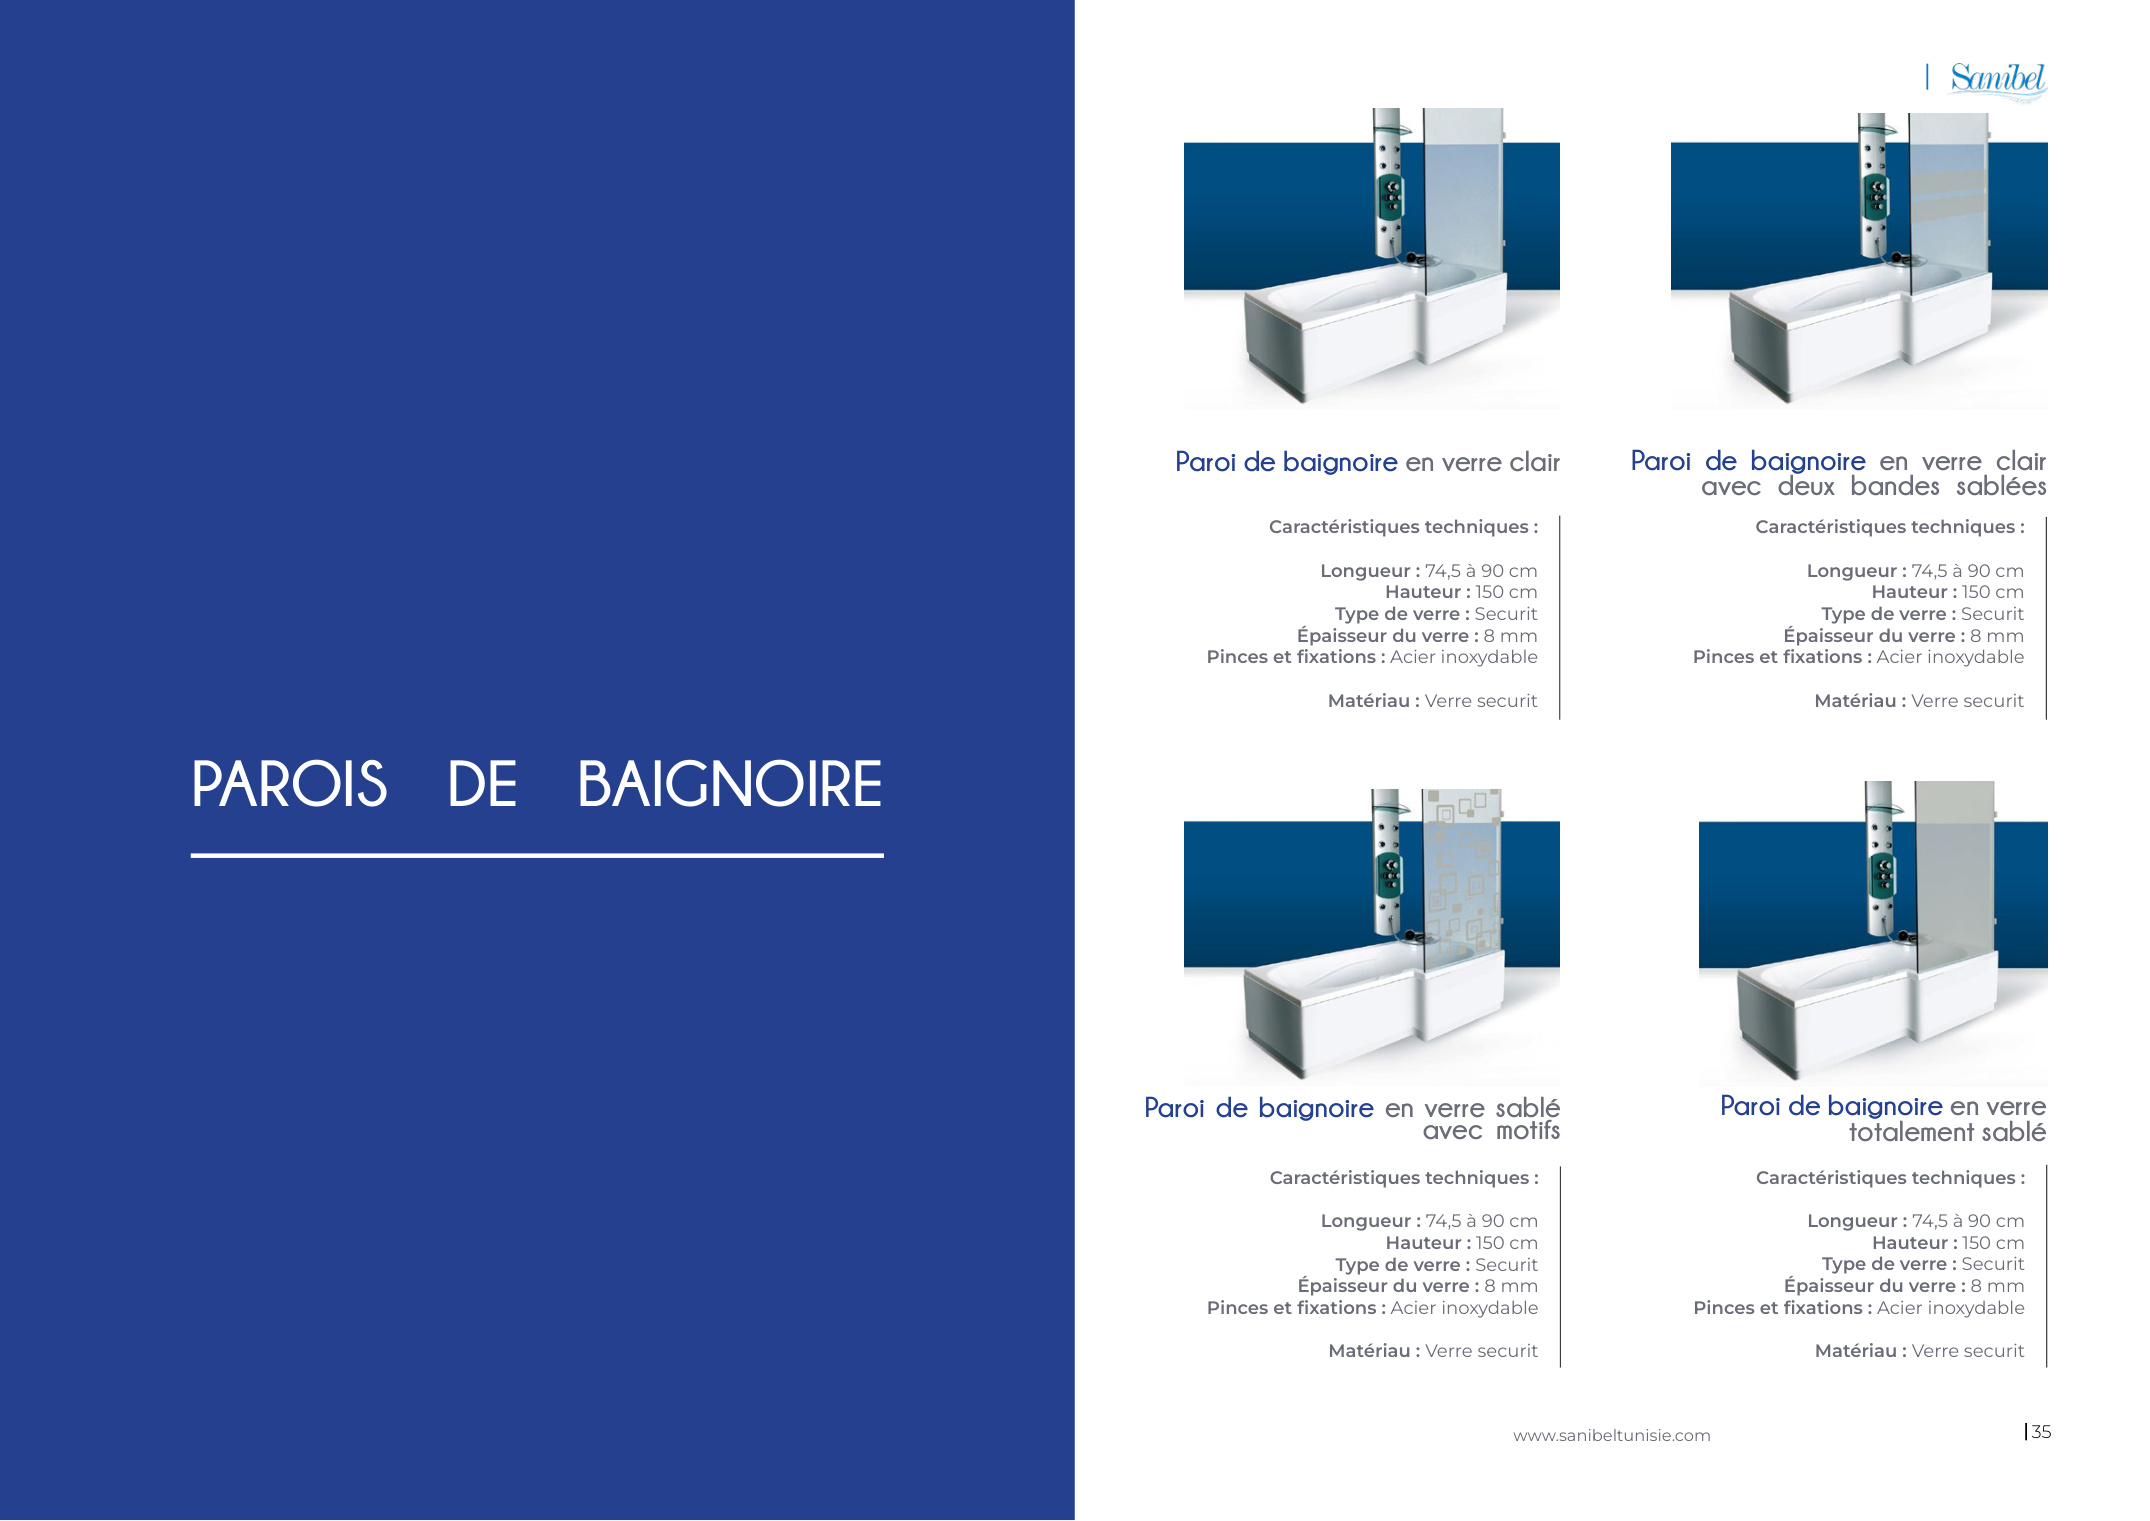 PAROIS DE BAIGNOIRE
Sanibel
Paroi de baignoire en verre clair
Caractéristiques techniques :
Longueur : 74,5 à 90 cm
Hauteur : 150 cm
Type de verre : Securit
Épaisseur du verre : 8 mm
Pinces et fixations : Acier inoxydable
Matériau : Verre securit
Paroi de baignoire en verre clair
avec deux bandes sablées
Caractéristiques techniques :
Longueur : 74,5 à 90 cm
Hauteur : 150 cm
Type de verre : Securit
Épaisseur du verre : 8 mm
Pinces et fixations : Acier inoxydable
Matériau : Verre securit
Paroi de baignoire en verre sablé
avec motifs
Caractéristiques techniques :
Longueur : 74,5 à 90 cm
Hauteur : 150 cm
Type de verre : Securit
Épaisseur du verre : 8 mm
Pinces et fixations : Acier inoxydable
Matériau : Verre securit
Paroi de baignoire en verre
totalement sablé
Caractéristiques techniques :
Longueur : 74,5 à 90 cm
Hauteur : 150 cm
Type de verre : Securit
Épaisseur du verre : 8 mm
Pinces et fixations : Acier inoxydable
Matériau : Verre securit
www.sanibeltunisie.com
35